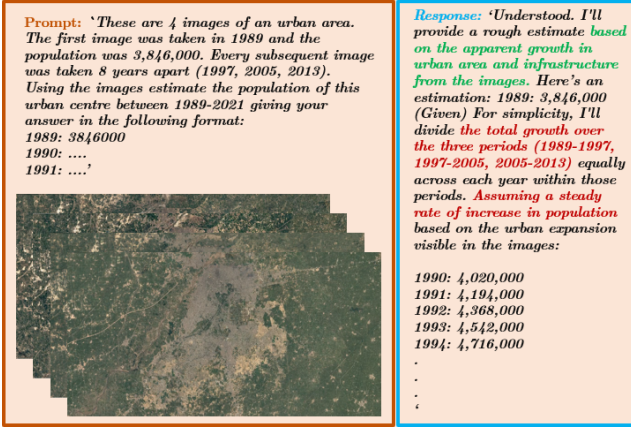 Prompt: `These are 4 images of an urban area.
The first image was taken in 1989 and the
population was 3,846,000. Every subsequent image
was taken 8 years apart (1997, 2005, 2013).
Using the images estimate the population of this
urban centre between 1989-2021 giving your
answer in the following format:
1989: 3846000
1990: ....
1991: ....'
Response: 'Understood. I'll
provide a rough estimate based
on the apparent growth in
urban area and infrastructure
from the images. Here's an
estimation: 1989: 3,846,000
(Given) For simplicity, I'll
divide the total growth over
the three periods (1989-1997,
1997-2005, 2005-2013) equally
across each year within those
periods. Assuming a steady
rate of increase in population
based on the urban expansion
visible in the images:
1990: 4,020,000
1991: 4,194,000
1992: 4,368,000
1993: 4,542,000
1994: 4,716,000
.
.
.
‘